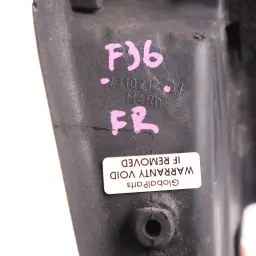 F36
FR
GlobalParts
WARRANTY VOID
IF REMOVED